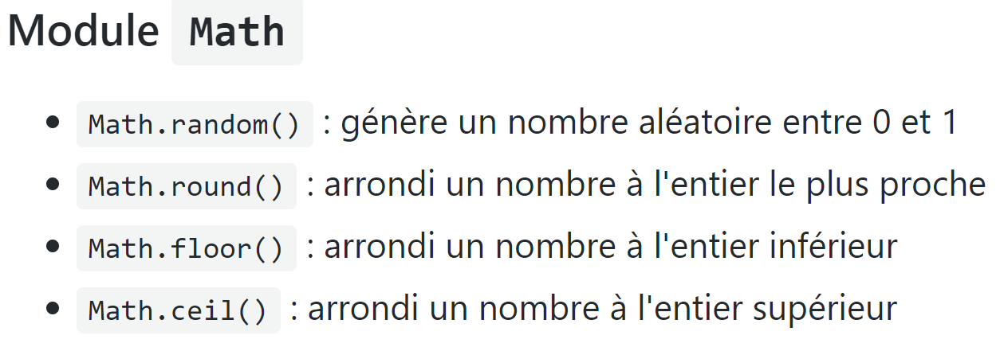 Module Math
• Math.random() : génère un nombre aléatoire entre 0 et 1
• Math.round() : arrondi un nombre à l'entier le plus proche
• Math.floor() : arrondi un nombre à l'entier inférieur
• Math.ceil() : arrondi un nombre à l'entier supérieur